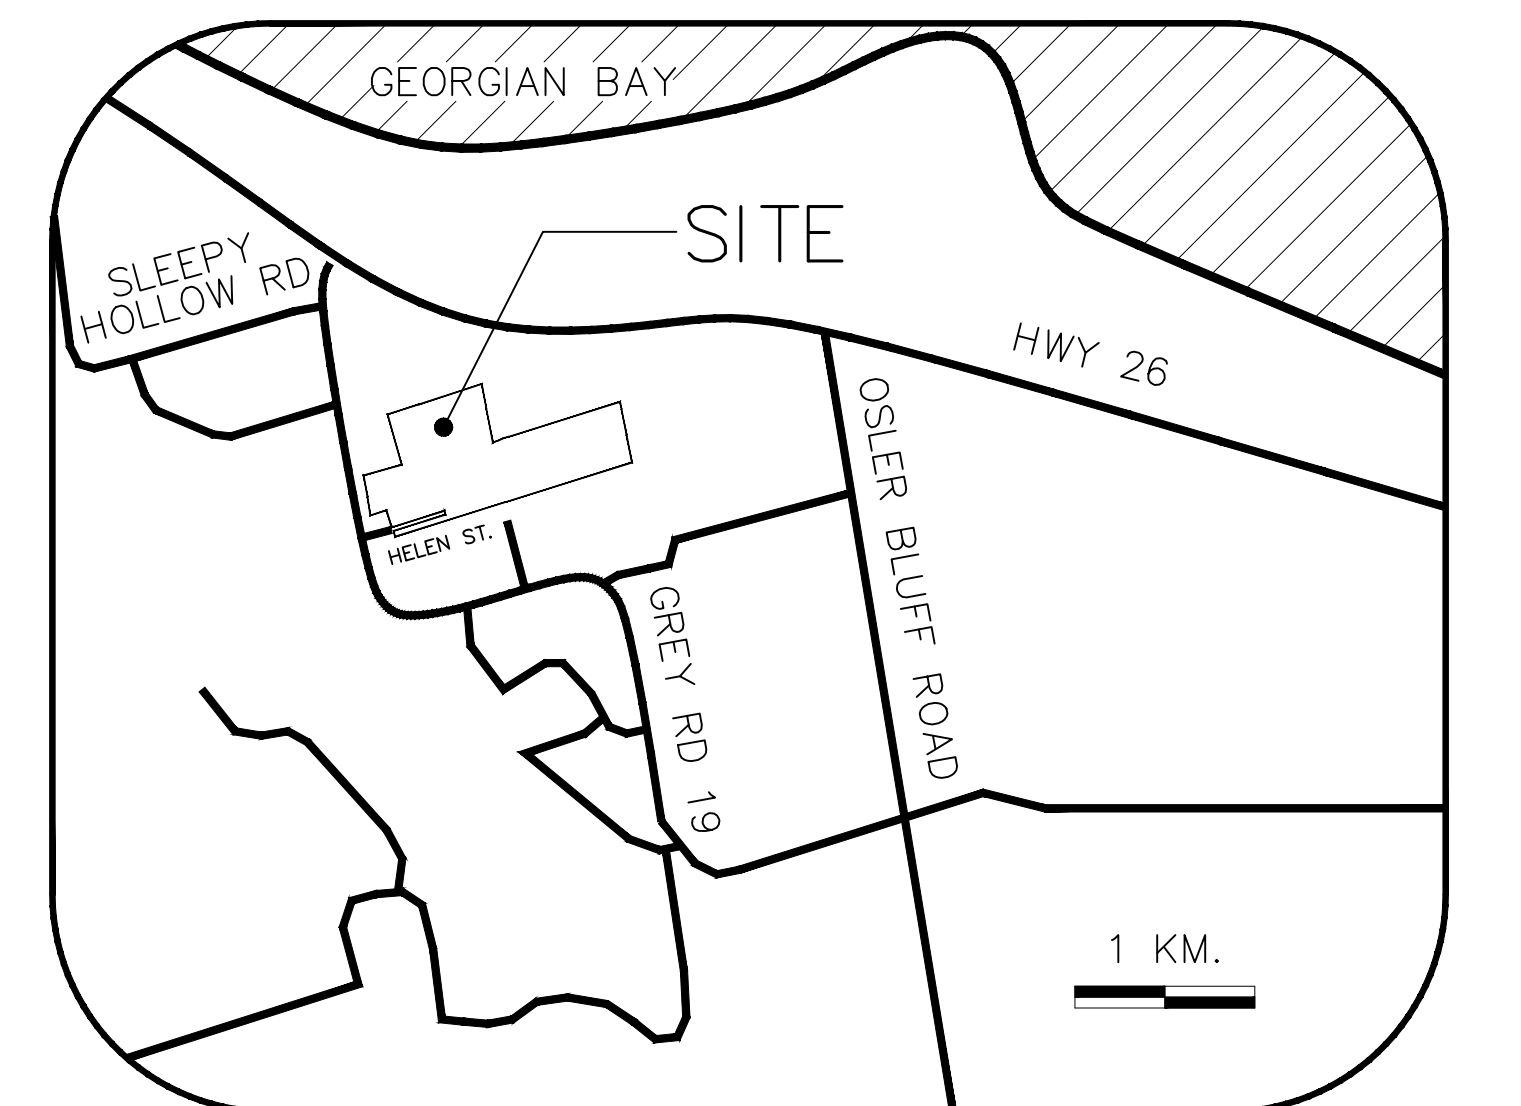 GEORGIAN BAY
SITE
SLEEPY
HOLLOW RD
HWY 26
OSLER BLUFF ROAD
HELEN ST.
GREY RD 19
1 KM.